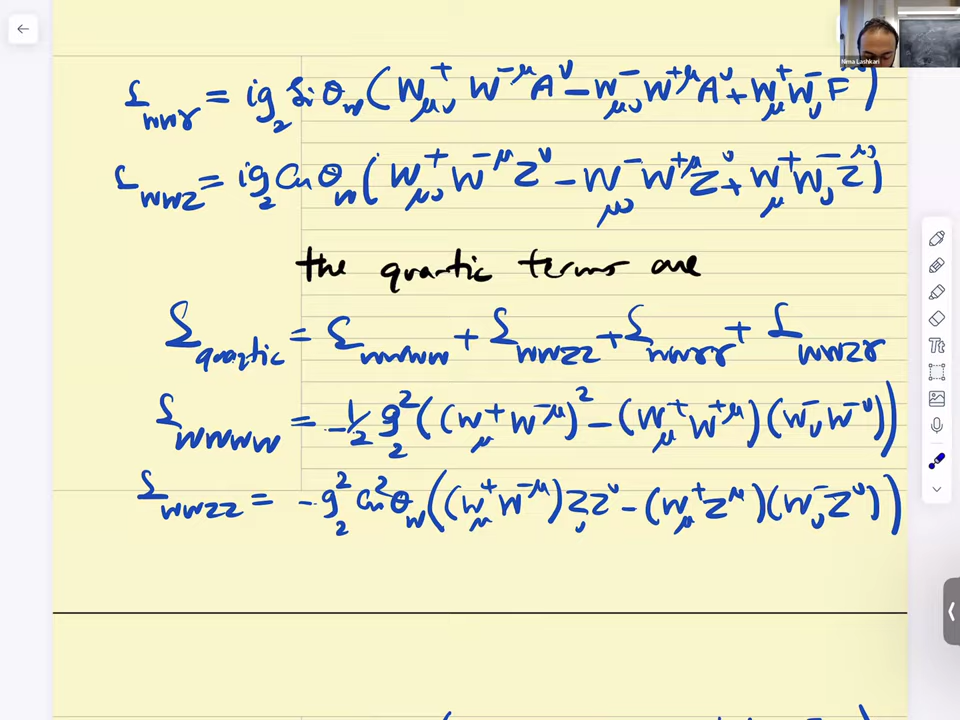 Nima Lashkari
ℒ_wwγ = ig₂ Sin θ_w (W⁺_μν W^-μ A^ν − W⁻_μν W^+μ A^ν + W⁺_μ W⁻_ν F^μν)
ℒ_wwz = ig₂ Cos θ_w (W⁺_μν W^-μ Z^ν − W⁻_μν W^+μ Z^ν + W⁺_μ W⁻_ν Z^μν)
the quartic terms are
ℒ_quartic = ℒ_wwww + ℒ_wwzz + ℒ_wwγγ + ℒ_wwzγ
ℒ_wwww = −½ g₂² ((W⁺_μ W^-μ)² − (W⁺_μ W^+μ)(W⁻_ν W^-ν))
ℒ_wwzz = −g₂² Cos²θ_w ((W⁺_μ W^-μ) Z_ν Z^ν − (W⁺_μ Z^μ)(W⁻_ν Z^ν))
Tt